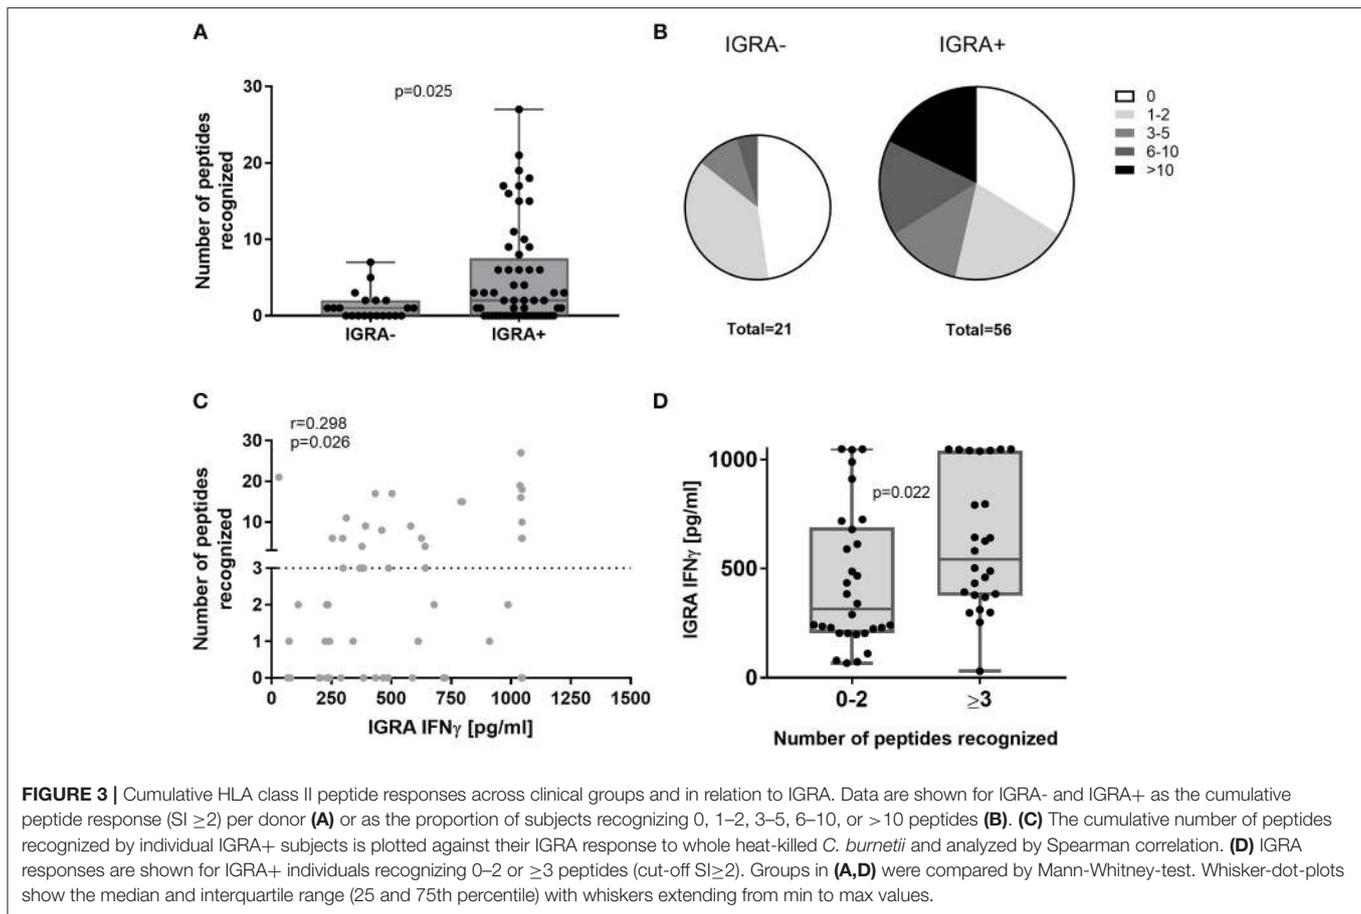 A
Number of peptides
recognized
30
20
10
0
p=0.025
IGRA-
IGRA+
B
IGRA-
IGRA+
0
1-2
3-5
6-10
>10
Total=21
Total=56
C
r=0.298
p=0.026
Number of peptides
recognized
30
20
10
3
2
1
0
0
250
500
750
1000
1250
1500
IGRA IFNγ [pg/ml]
D
IGRA IFNγ [pg/ml]
1000
500
0
p=0.022
0-2
≥3
Number of peptides recognized
FIGURE 3 | Cumulative HLA class II peptide responses across clinical groups and in relation to IGRA. Data are shown for IGRA- and IGRA+ as the cumulative
peptide response (SI ≥2) per donor (A) or as the proportion of subjects recognizing 0, 1–2, 3–5, 6–10, or >10 peptides (B). (C) The cumulative number of peptides
recognized by individual IGRA+ subjects is plotted against their IGRA response to whole heat-killed C. burnetii and analyzed by Spearman correlation. (D) IGRA
responses are shown for IGRA+ individuals recognizing 0–2 or ≥3 peptides (cut-off SI≥2). Groups in (A,D) were compared by Mann-Whitney-test. Whisker-dot-plots
show the median and interquartile range (25 and 75th percentile) with whiskers extending from min to max values.